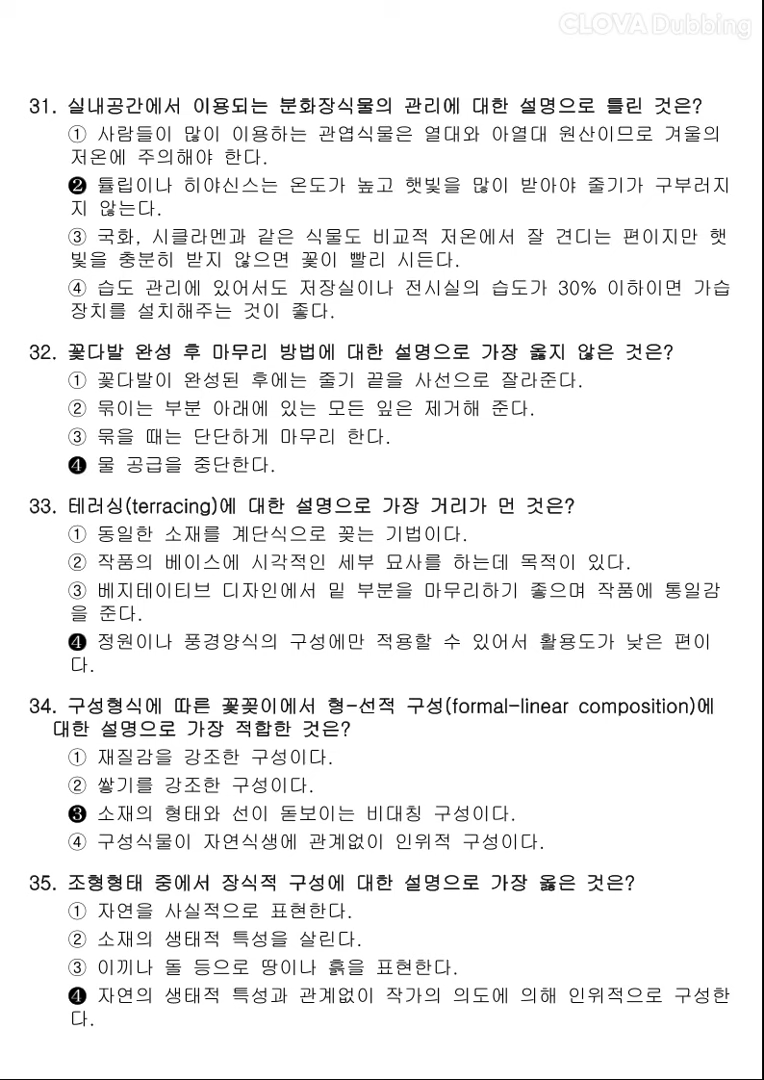 CLOVA Dubbing
31. 실내공간에서 이용되는 분화장식물의 관리에 대한 설명으로 틀린 것은?
① 사람들이 많이 이용하는 관엽식물은 열대와 아열대 원산이므로 겨울의
저온에 주의해야 한다.
❷ 튤립이나 히야신스는 온도가 높고 햇빛을 많이 받아야 줄기가 구부러지
지 않는다.
③ 국화, 시클라멘과 같은 식물도 비교적 저온에서 잘 견디는 편이지만 햇
빛을 충분히 받지 않으면 꽃이 빨리 시든다.
④ 습도 관리에 있어서도 저장실이나 전시실의 습도가 30% 이하이면 가습
장치를 설치해주는 것이 좋다.
32. 꽃다발 완성 후 마무리 방법에 대한 설명으로 가장 옳지 않은 것은?
① 꽃다발이 완성된 후에는 줄기 끝을 사선으로 잘라준다.
② 묶이는 부분 아래에 있는 모든 잎은 제거해 준다.
③ 묶을 때는 단단하게 마무리 한다.
❹ 물 공급을 중단한다.
33. 테러싱(terracing)에 대한 설명으로 가장 거리가 먼 것은?
① 동일한 소재를 계단식으로 꽂는 기법이다.
② 작품의 베이스에 시각적인 세부 묘사를 하는데 목적이 있다.
③ 베지테이티브 디자인에서 밑 부분을 마무리하기 좋으며 작품에 통일감
을 준다.
❹ 정원이나 풍경양식의 구성에만 적용할 수 있어서 활용도가 낮은 편이
다.
34. 구성형식에 따른 꽃꽂이에서 형-선적 구성(formal-linear composition)에
대한 설명으로 가장 적합한 것은?
① 재질감을 강조한 구성이다.
② 쌓기를 강조한 구성이다.
❸ 소재의 형태와 선이 돋보이는 비대칭 구성이다.
④ 구성식물이 자연식생에 관계없이 인위적 구성이다.
35. 조형형태 중에서 장식적 구성에 대한 설명으로 가장 옳은 것은?
① 자연을 사실적으로 표현한다.
② 소재의 생태적 특성을 살린다.
③ 이끼나 돌 등으로 땅이나 흙을 표현한다.
❹ 자연의 생태적 특성과 관계없이 작가의 의도에 의해 인위적으로 구성한
다.